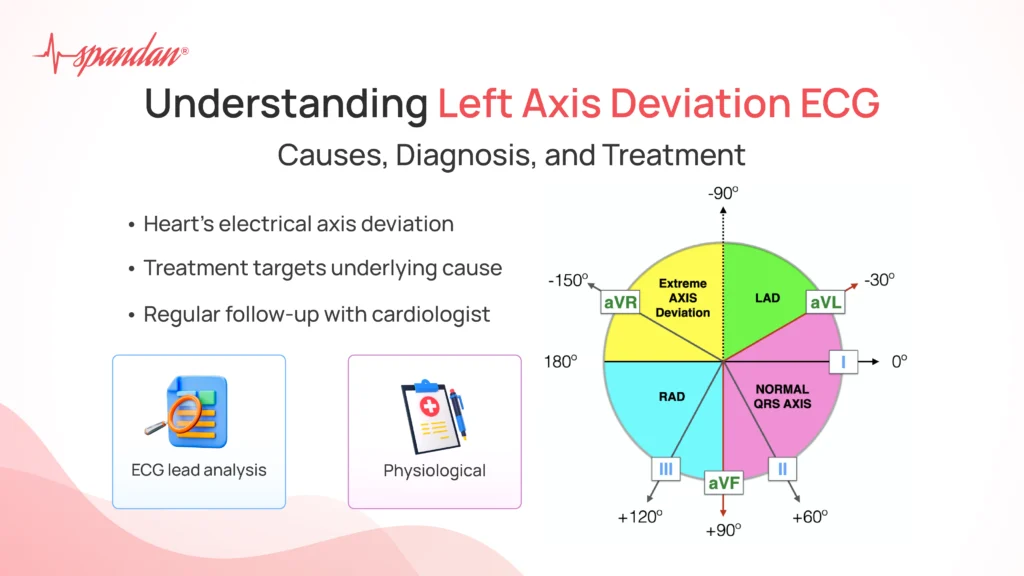 spandan®
Understanding Left Axis Deviation ECG
Causes, Diagnosis, and Treatment
• Heart's electrical axis deviation
• Treatment targets underlying cause
• Regular follow-up with cardiologist
ECG lead analysis
Physiological
-90°
-150°
aVR
Extreme
AXIS
Deviation
LAD
aVL
-30°
180°
I
0°
RAD
NORMAL
QRS AXIS
III
aVF
II
+120°
+90°
+60°